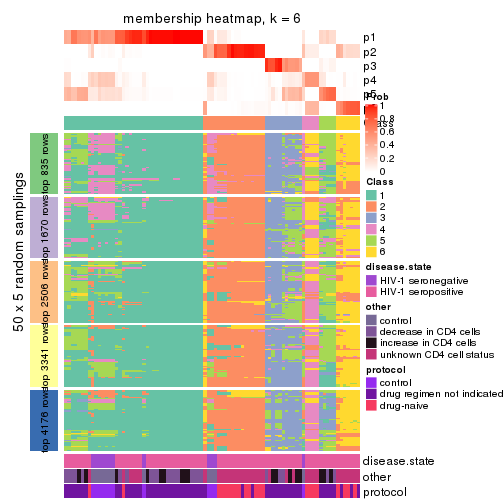 membership heatmap, k = 6
p1
p2
p3
p4
p5
p6
Prob
1
0.8
0.6
0.4
0.2
0
Class
Class
1
2
3
4
5
6
disease.state
HIV-1 seronegative
HIV-1 seropositive
other
control
decrease in CD4 cells
increase in CD4 cells
unknown CD4 cell status
protocol
control
drug regimen not indicated
drug-naive
50 x 5 random samplings
top 835 rows
top 1670 rows
top 2506 rows
top 3341 rows
top 4176 rows
disease.state
other
protocol